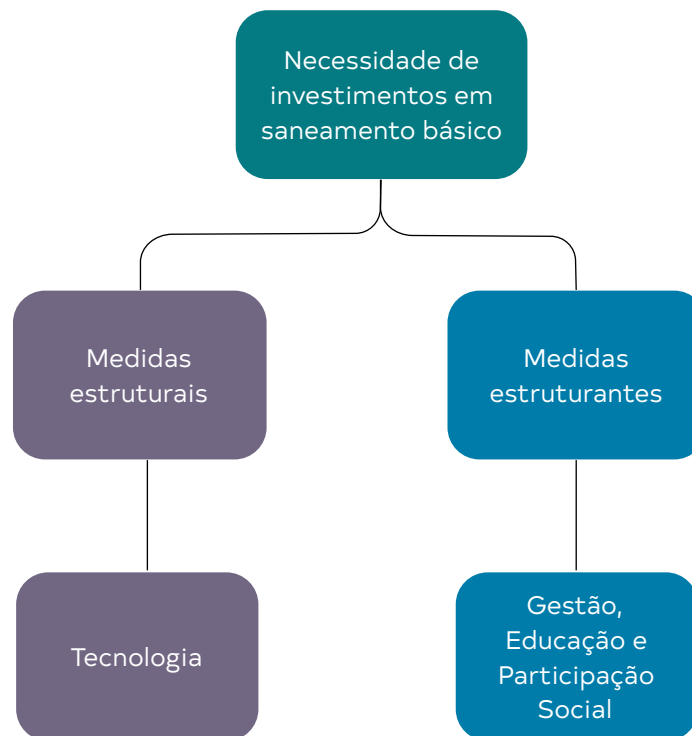 Necessidade de
investimentos em
saneamento básico
Medidas
estruturais
Medidas
estruturantes
Tecnologia
Gestão,
Educação e
Participação
Social